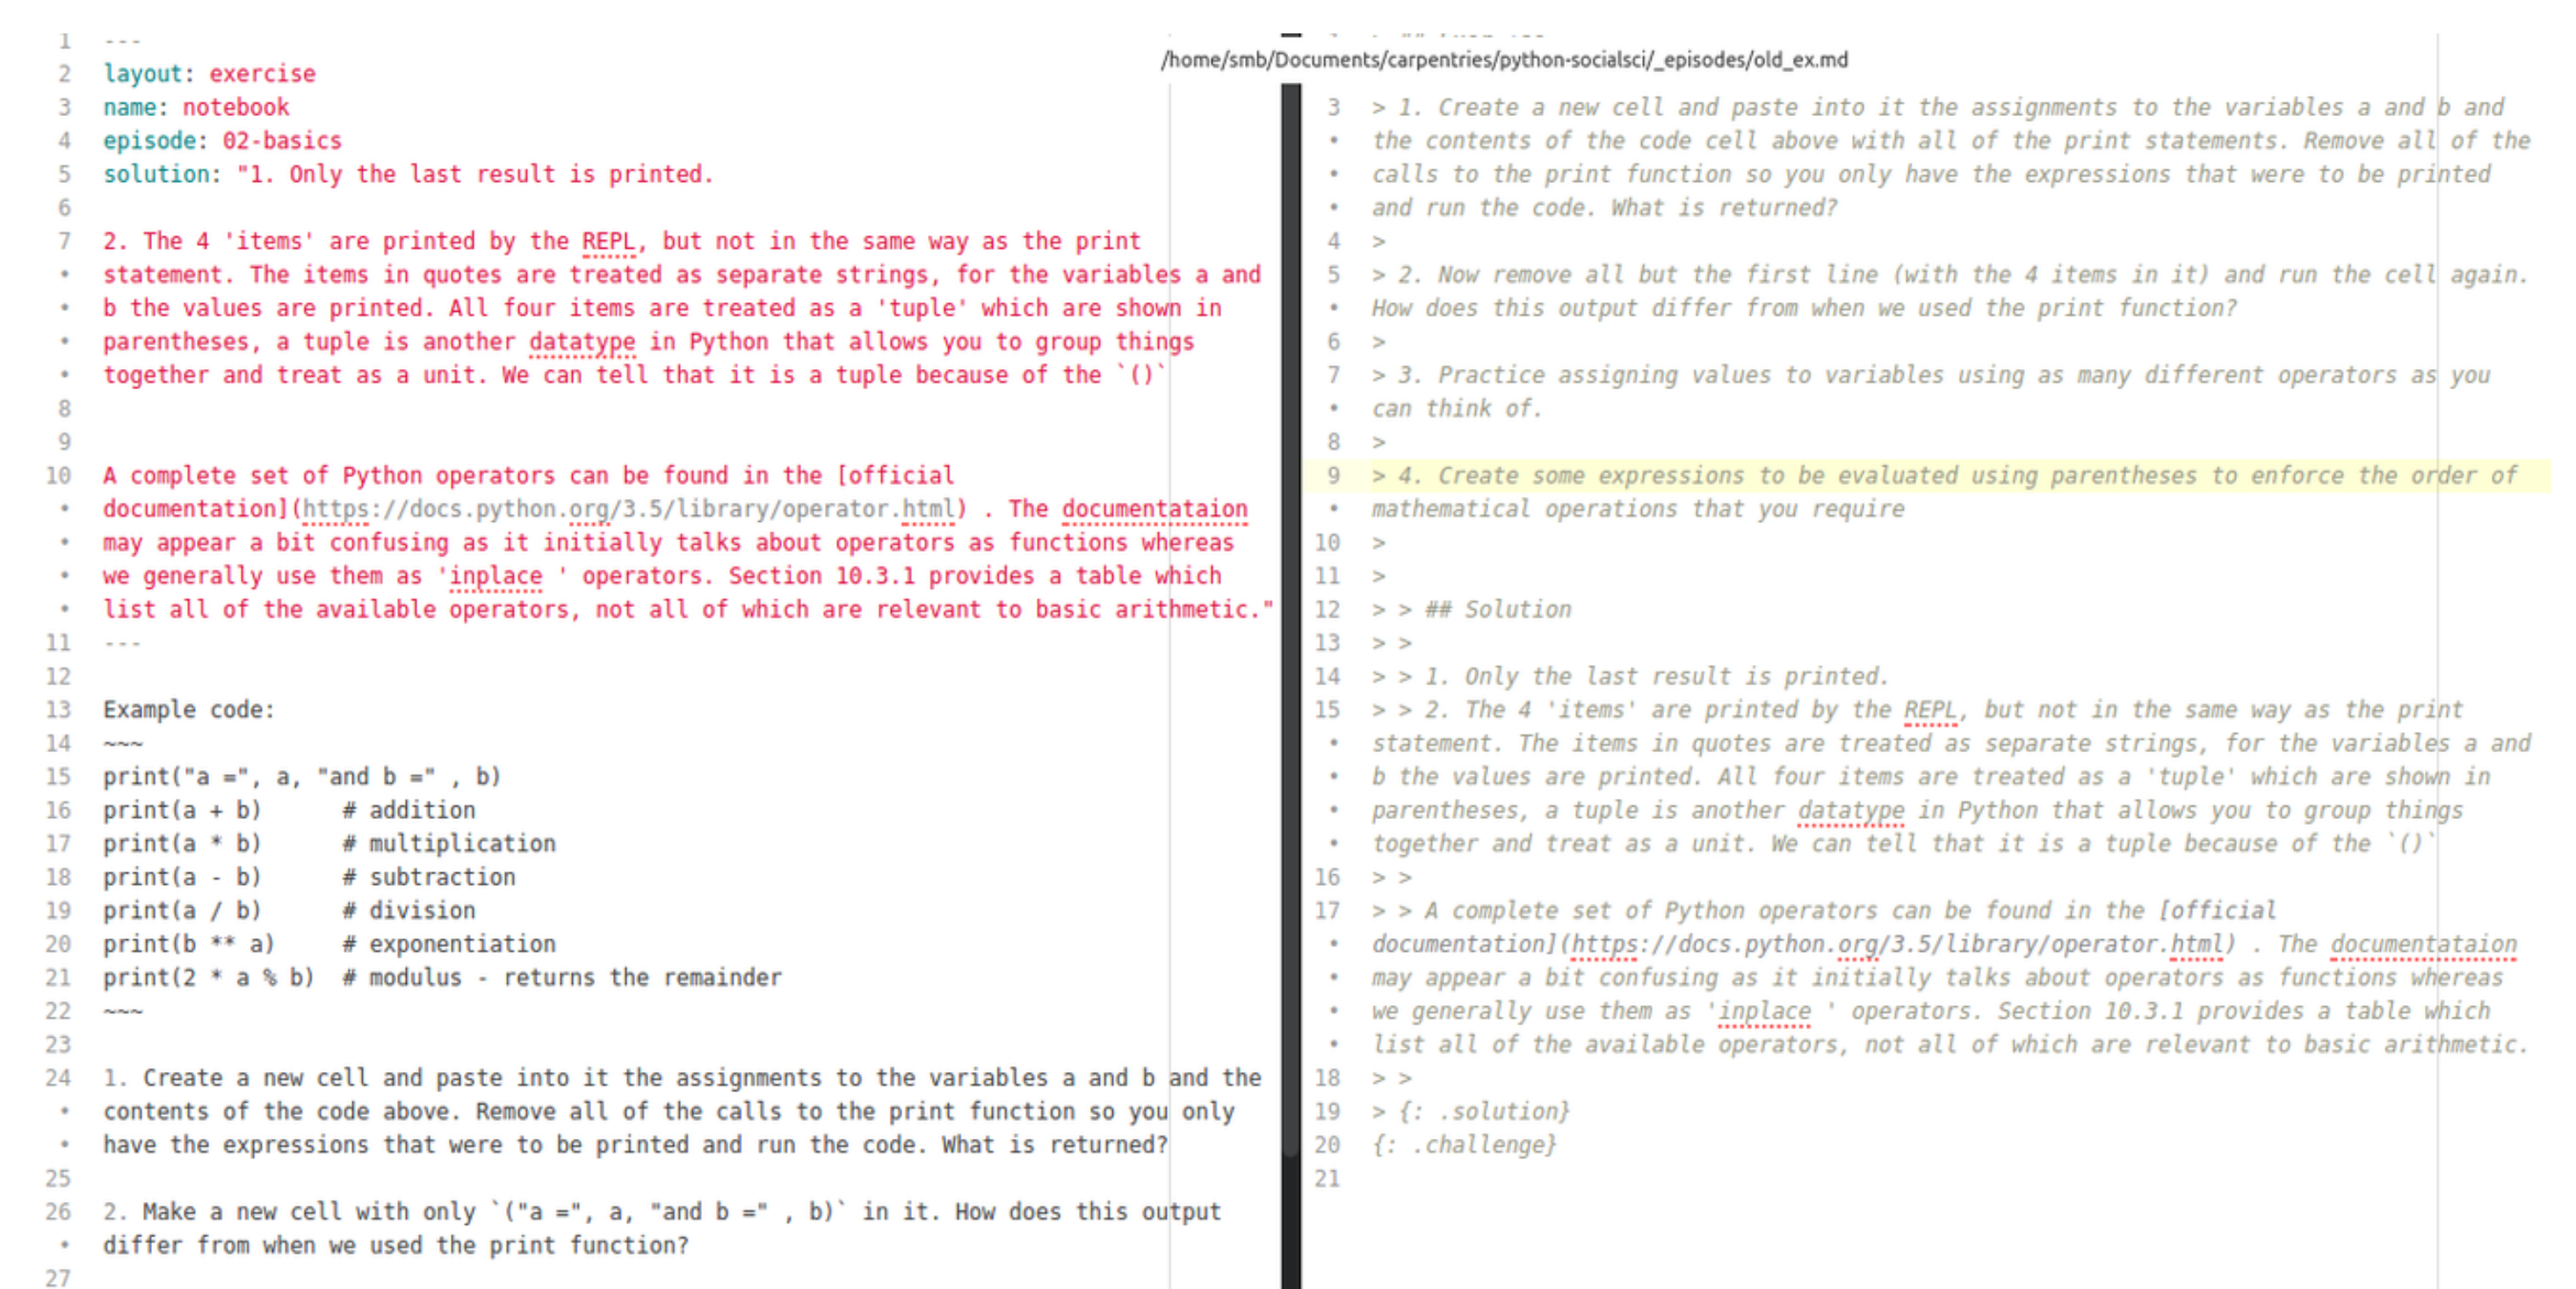 1 ---
2 layout: exercise
3 name: notebook
4 episode: 02-basics
5 solution: "1. Only the last result is printed.
6
7 2. The 4 'items' are printed by the REPL, but not in the same way as the print
• statement. The items in quotes are treated as separate strings, for the variables a and
• b the values are printed. All four items are treated as a 'tuple' which are shown in
• parentheses, a tuple is another datatype in Python that allows you to group things
• together and treat as a unit. We can tell that it is a tuple because of the `()`
8
9
10 A complete set of Python operators can be found in the [official
• documentation](https://docs.python.org/3.5/library/operator.html) . The documentataion
• may appear a bit confusing as it initially talks about operators as functions whereas
• we generally use them as 'inplace ' operators. Section 10.3.1 provides a table which
• list all of the available operators, not all of which are relevant to basic arithmetic."
11 ---
12
13 Example code:
14 ~~~
15 print("a =", a, "and b =" , b)
16 print(a + b)      # addition
17 print(a * b)      # multiplication
18 print(a - b)      # subtraction
19 print(a / b)      # division
20 print(b ** a)     # exponentiation
21 print(2 * a % b)  # modulus - returns the remainder
22 ~~~
23
24 1. Create a new cell and paste into it the assignments to the variables a and b and the
• contents of the code above. Remove all of the calls to the print function so you only
• have the expressions that were to be printed and run the code. What is returned?
25
26 2. Make a new cell with only `("a =", a, "and b =" , b)` in it. How does this output
• differ from when we used the print function?
27
/home/smb/Documents/carpentries/python-socialsci/_episodes/old_ex.md
3 > 1. Create a new cell and paste into it the assignments to the variables a and b and
• the contents of the code cell above with all of the print statements. Remove all of the
• calls to the print function so you only have the expressions that were to be printed
• and run the code. What is returned?
4 >
5 > 2. Now remove all but the first line (with the 4 items in it) and run the cell again.
• How does this output differ from when we used the print function?
6 >
7 > 3. Practice assigning values to variables using as many different operators as you
• can think of.
8 >
9 > 4. Create some expressions to be evaluated using parentheses to enforce the order of
• mathematical operations that you require
10 >
11 >
12 > > ## Solution
13 > >
14 > > 1. Only the last result is printed.
15 > > 2. The 4 'items' are printed by the REPL, but not in the same way as the print
• statement. The items in quotes are treated as separate strings, for the variables a and
• b the values are printed. All four items are treated as a 'tuple' which are shown in
• parentheses, a tuple is another datatype in Python that allows you to group things
• together and treat as a unit. We can tell that it is a tuple because of the `()`
16 > >
17 > > A complete set of Python operators can be found in the [official
• documentation](https://docs.python.org/3.5/library/operator.html) . The documentataion
• may appear a bit confusing as it initially talks about operators as functions whereas
• we generally use them as 'inplace ' operators. Section 10.3.1 provides a table which
• list all of the available operators, not all of which are relevant to basic arithmetic.
18 > >
19 > {: .solution}
20 {: .challenge}
21